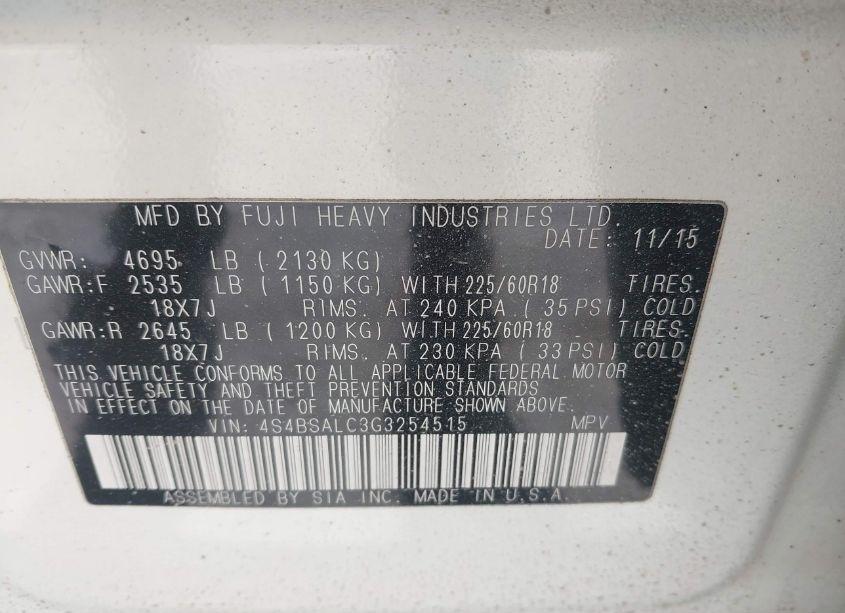 MFD BY FUJI HEAVY INDUSTRIES LTD.
DATE: 11/15
GVWR: 4695 LB ( 2130 KG)
GAWR:F 2535 LB ( 1150 KG) WITH 225/60R18 TIRES.
18X7J RIMS. AT 240 KPA ( 35 PSI) COLD
GAWR:R 2645 LB ( 1200 KG) WITH 225/60R18 TIRES.
18X7J RIMS. AT 230 KPA ( 33 PSI) COLD
THIS VEHICLE CONFORMS TO ALL APPLICABLE FEDERAL MOTOR
VEHICLE SAFETY AND THEFT PREVENTION STANDARDS
IN EFFECT ON THE DATE OF MANUFACTURE SHOWN ABOVE.
VIN: 4S4BSALC3G3254515 MPV
ASSEMBLED BY SIA INC. MADE IN U.S.A.